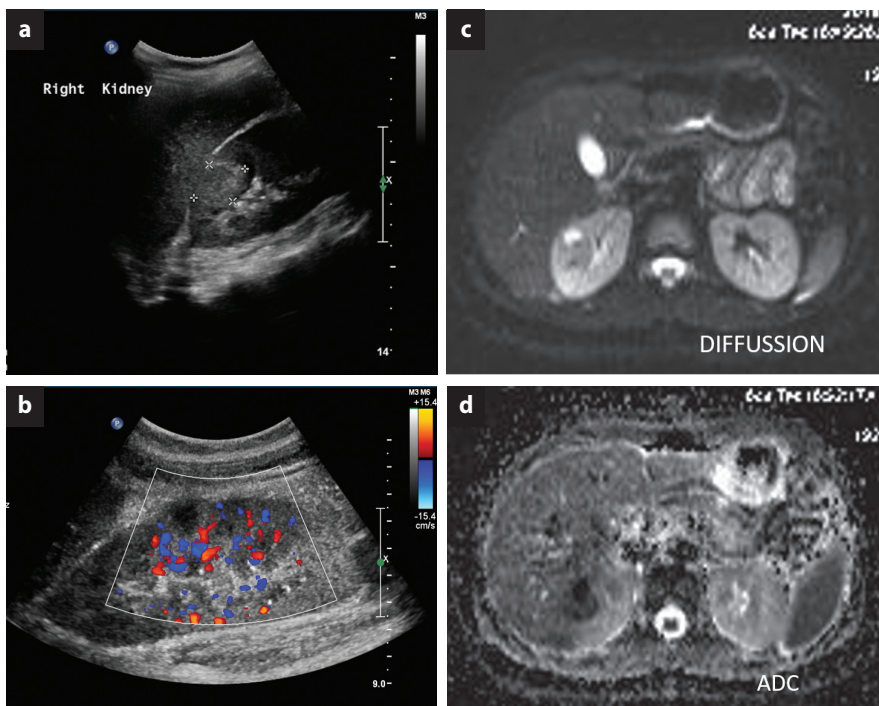 a
P
Right Kidney
M3
X
14
b
P
M3 M6
+15.4
-15.4
cm/s
z
X
9.0
c
DIFFUSSION
d
ADC